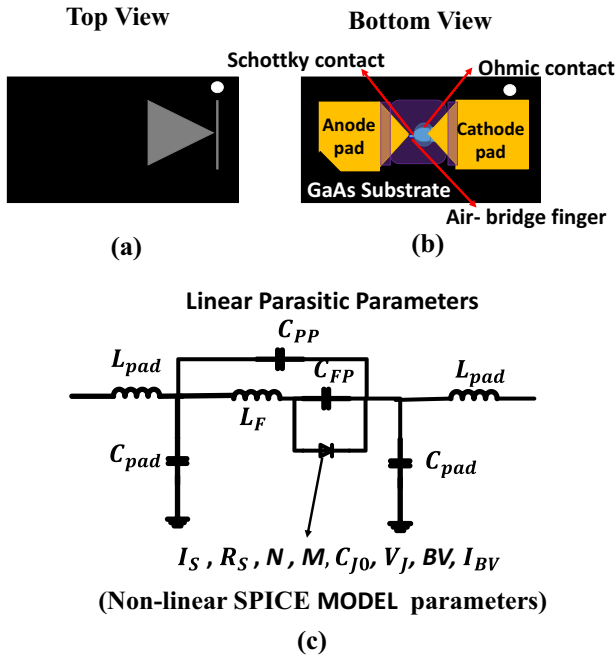 Top View
Bottom View
Schottky contact
Ohmic contact
Anode pad
Cathode pad
GaAs Substrate
Air- bridge finger
(a)
(b)
Linear Parasitic Parameters
C_PP
L_pad
C_FP
L_pad
L_F
C_pad
C_pad
I_S , R_S , N , M, C_J0, V_J, BV, I_BV
(Non-linear SPICE MODEL parameters)
(c)